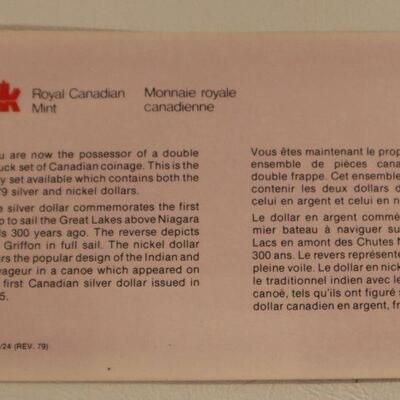 Royal Canadian
Mint
Monnaie royale
canadienne
u are now the possessor of a double
uck set of Canadian coinage. This is the
y set available which contains both the
'9 silver and nickel dollars.
e silver dollar commemorates the first
p to sail the Great Lakes above Niagara
ls 300 years ago. The reverse depicts
Griffon in full sail. The nickel dollar
rs the popular design of the Indian and
yageur in a canoe which appeared on
first Canadian silver dollar issued in
5.
/24 (REV. 79)
Vous êtes maintenant le prop
ensemble de pièces cana
double frappe. Cet ensemble
contenir les deux dollars d
celui en argent et celui en n
Le dollar en argent commé
mier bateau à naviguer su
Lacs en amont des Chutes N
300 ans. Le revers représente
pleine voile. Le dollar en nick
le traditionnel indien avec le
canoë, tels qu'ils ont figuré s
dollar canadien en argent, fr